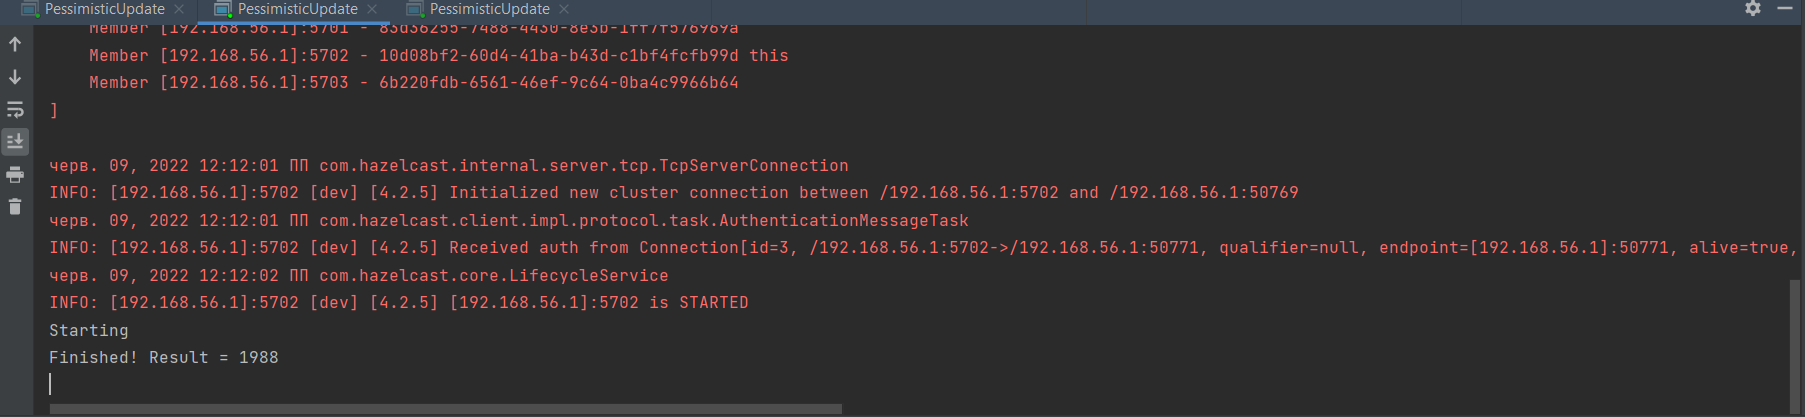 PessimisticUpdate PessimisticUpdate PessimisticUpdate
Member [192.168.56.1]:5701 - 83d36255-7488-4430-8e3b-1ff7f576969a
Member [192.168.56.1]:5702 - 10d08bf2-60d4-41ba-b43d-c1bf4fcfb99d this
Member [192.168.56.1]:5703 - 6b220fdb-6561-46ef-9c64-0ba4c9966b64
]
черв. 09, 2022 12:12:01 ПП com.hazelcast.internal.server.tcp.TcpServerConnection
INFO: [192.168.56.1]:5702 [dev] [4.2.5] Initialized new cluster connection between /192.168.56.1:5702 and /192.168.56.1:50769
черв. 09, 2022 12:12:01 ПП com.hazelcast.client.impl.protocol.task.AuthenticationMessageTask
INFO: [192.168.56.1]:5702 [dev] [4.2.5] Received auth from Connection[id=3, /192.168.56.1:5702->/192.168.56.1:50771, qualifier=null, endpoint=[192.168.56.1]:50771, alive=true,
черв. 09, 2022 12:12:02 ПП com.hazelcast.core.LifecycleService
INFO: [192.168.56.1]:5702 [dev] [4.2.5] [192.168.56.1]:5702 is STARTED
Starting
Finished! Result = 1988